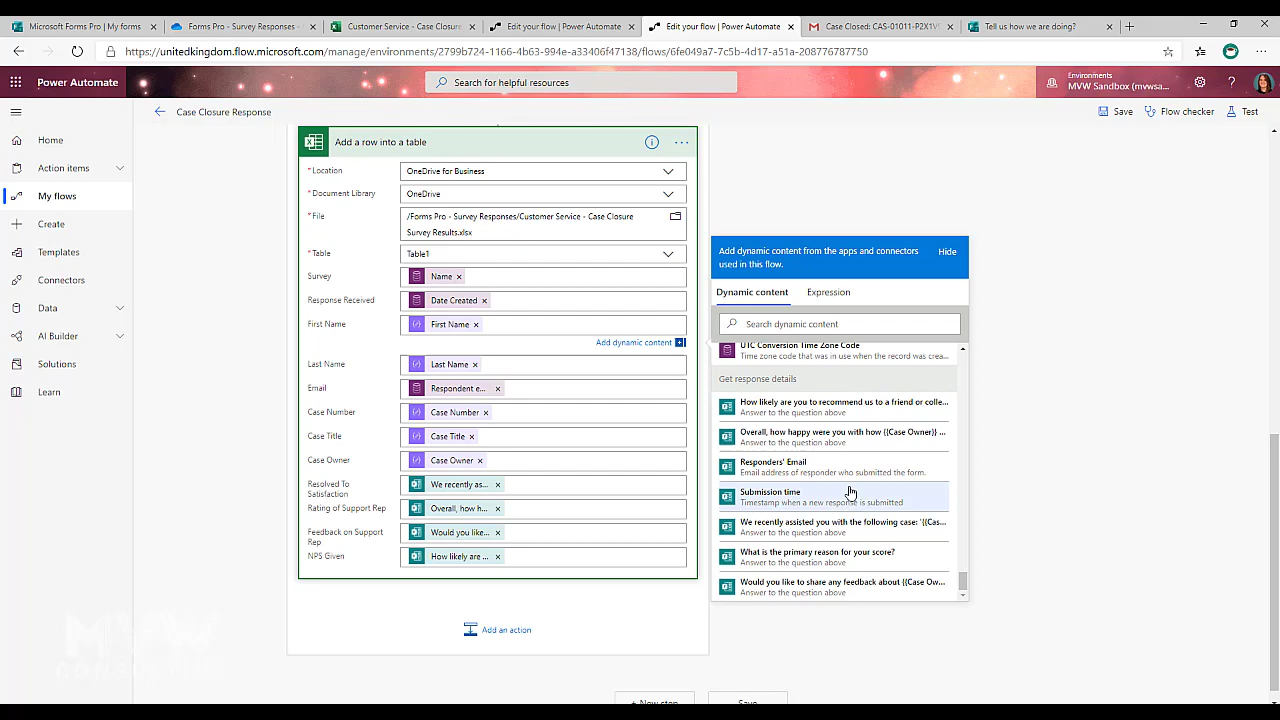 Microsoft Forms Pro | My forms
Forms Pro - Survey Responses -
Customer Service - Case Closure
Edit your flow | Power Automate
Edit your flow | Power Automate
Case Closed: CAS-01011-P2X1V
Tell us how we are doing?
https://unitedkingdom.flow.microsoft.com/manage/environments/2799b724-1166-4b63-994e-a33406f47138/flows/6fe049a7-7c5b-4d17-a51a-208776787750
Power Automate
Search for helpful resources
Environments
MVW Sandbox (mvwsa...
Case Closure Response
Save
Flow checker
Test
Home
Action items
My flows
Create
Templates
Connectors
Data
AI Builder
Solutions
Learn
Add a row into a table
* Location
OneDrive for Business
* Document Library
OneDrive
* File
/Forms Pro - Survey Responses/Customer Service - Case Closure
Survey Results.xlsx
* Table
Table1
Survey
Name
Response Received
Date Created
First Name
First Name
Add dynamic content
Last Name
Last Name
Email
Respondent e...
Case Number
Case Number
Case Title
Case Title
Case Owner
Case Owner
Resolved To
Satisfaction
We recently as...
Rating of Support Rep
Overall, how h...
Feedback on Support
Rep
Would you like...
NPS Given
How likely are ...
Add an action
+ New step
Save
Add dynamic content from the apps and connectors
used in this flow.
Hide
Dynamic content
Expression
Search dynamic content
UTC Conversion Time Zone Code
Time zone code that was in use when the record was crea...
Get response details
How likely are you to recommend us to a friend or colle...
Answer to the question above
Overall, how happy were you with how {{Case Owner}} ...
Answer to the question above
Responders' Email
Email address of responder who submitted the form.
Submission time
Timestamp when a new response is submitted
We recently assisted you with the following case: '{{Cas...
Answer to the question above
What is the primary reason for your score?
Answer to the question above
Would you like to share any feedback about {{Case Ow...
Answer to the question above
MVW